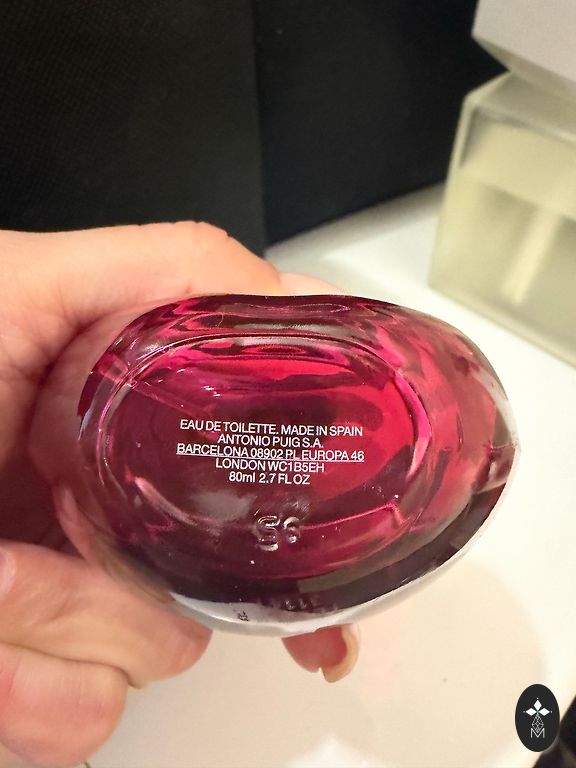 EAU DE TOILETTE. MADE IN SPAIN
ANTONIO PUIG S.A.
BARCELONA 08902 PL EUROPA 46
LONDON WC1B5EH
80ml 2.7 FL OZ
M